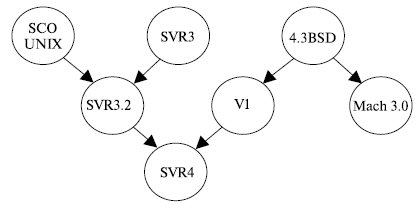 SCO
UNIX
SVR3
4.3BSD
SVR3.2
V1
Mach 3.0
SVR4